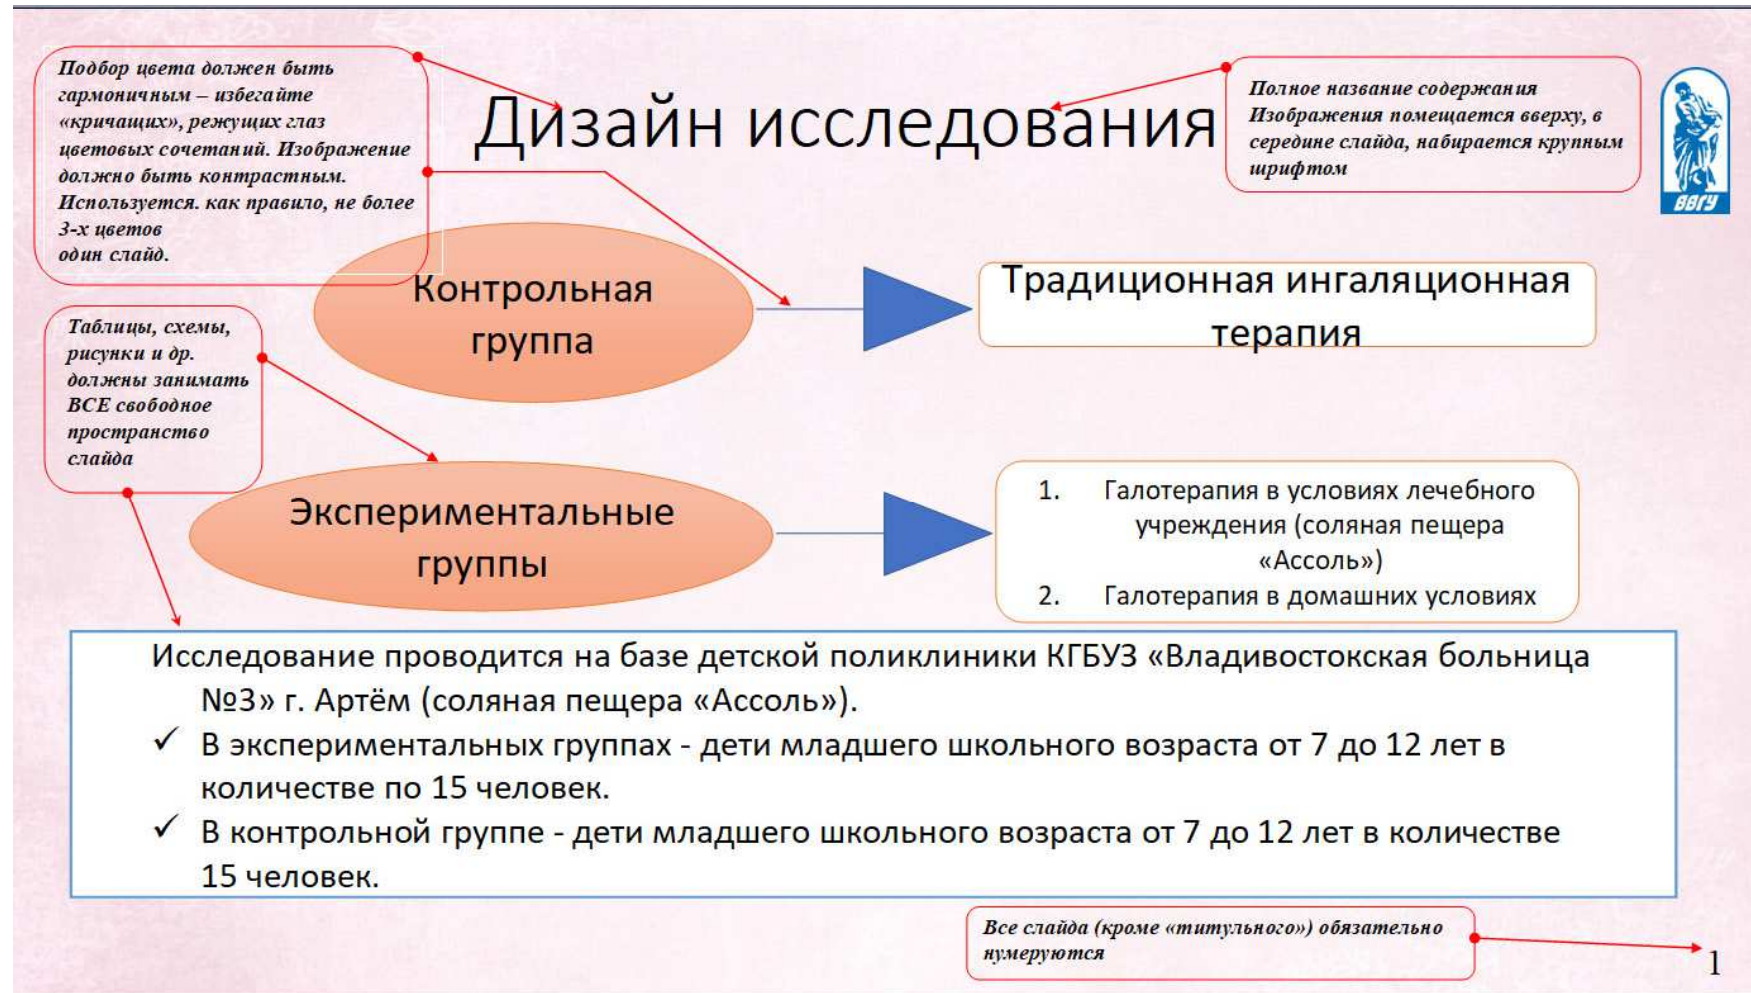 Подбор цвета должен быть
гармоничным – избегайте
«кричащих», режущих глаз
цветовых сочетаний. Изображение
должно быть контрастным.
Используется. как правило, не более
3-х цветов
один слайд.
Дизайн исследования
Полное название содержания
Изображения помещается вверху, в
середине слайда, набирается крупным
шрифтом
ВВГУ
Контрольная
группа
Традиционная ингаляционная
терапия
Таблицы, схемы,
рисунки и др.
должны занимать
ВСЕ свободное
пространство
слайда
Экспериментальные
группы
1. Галотерапия в условиях лечебного
учреждения (соляная пещера
«Ассоль»)
2. Галотерапия в домашних условиях
Исследование проводится на базе детской поликлиники КГБУЗ «Владивостокская больница
№3» г. Артём (соляная пещера «Ассоль»).
✓ В экспериментальных группах - дети младшего школьного возраста от 7 до 12 лет в
количестве по 15 человек.
✓ В контрольной группе - дети младшего школьного возраста от 7 до 12 лет в количестве
15 человек.
Все слайда (кроме «титульного») обязательно
нумеруются
1